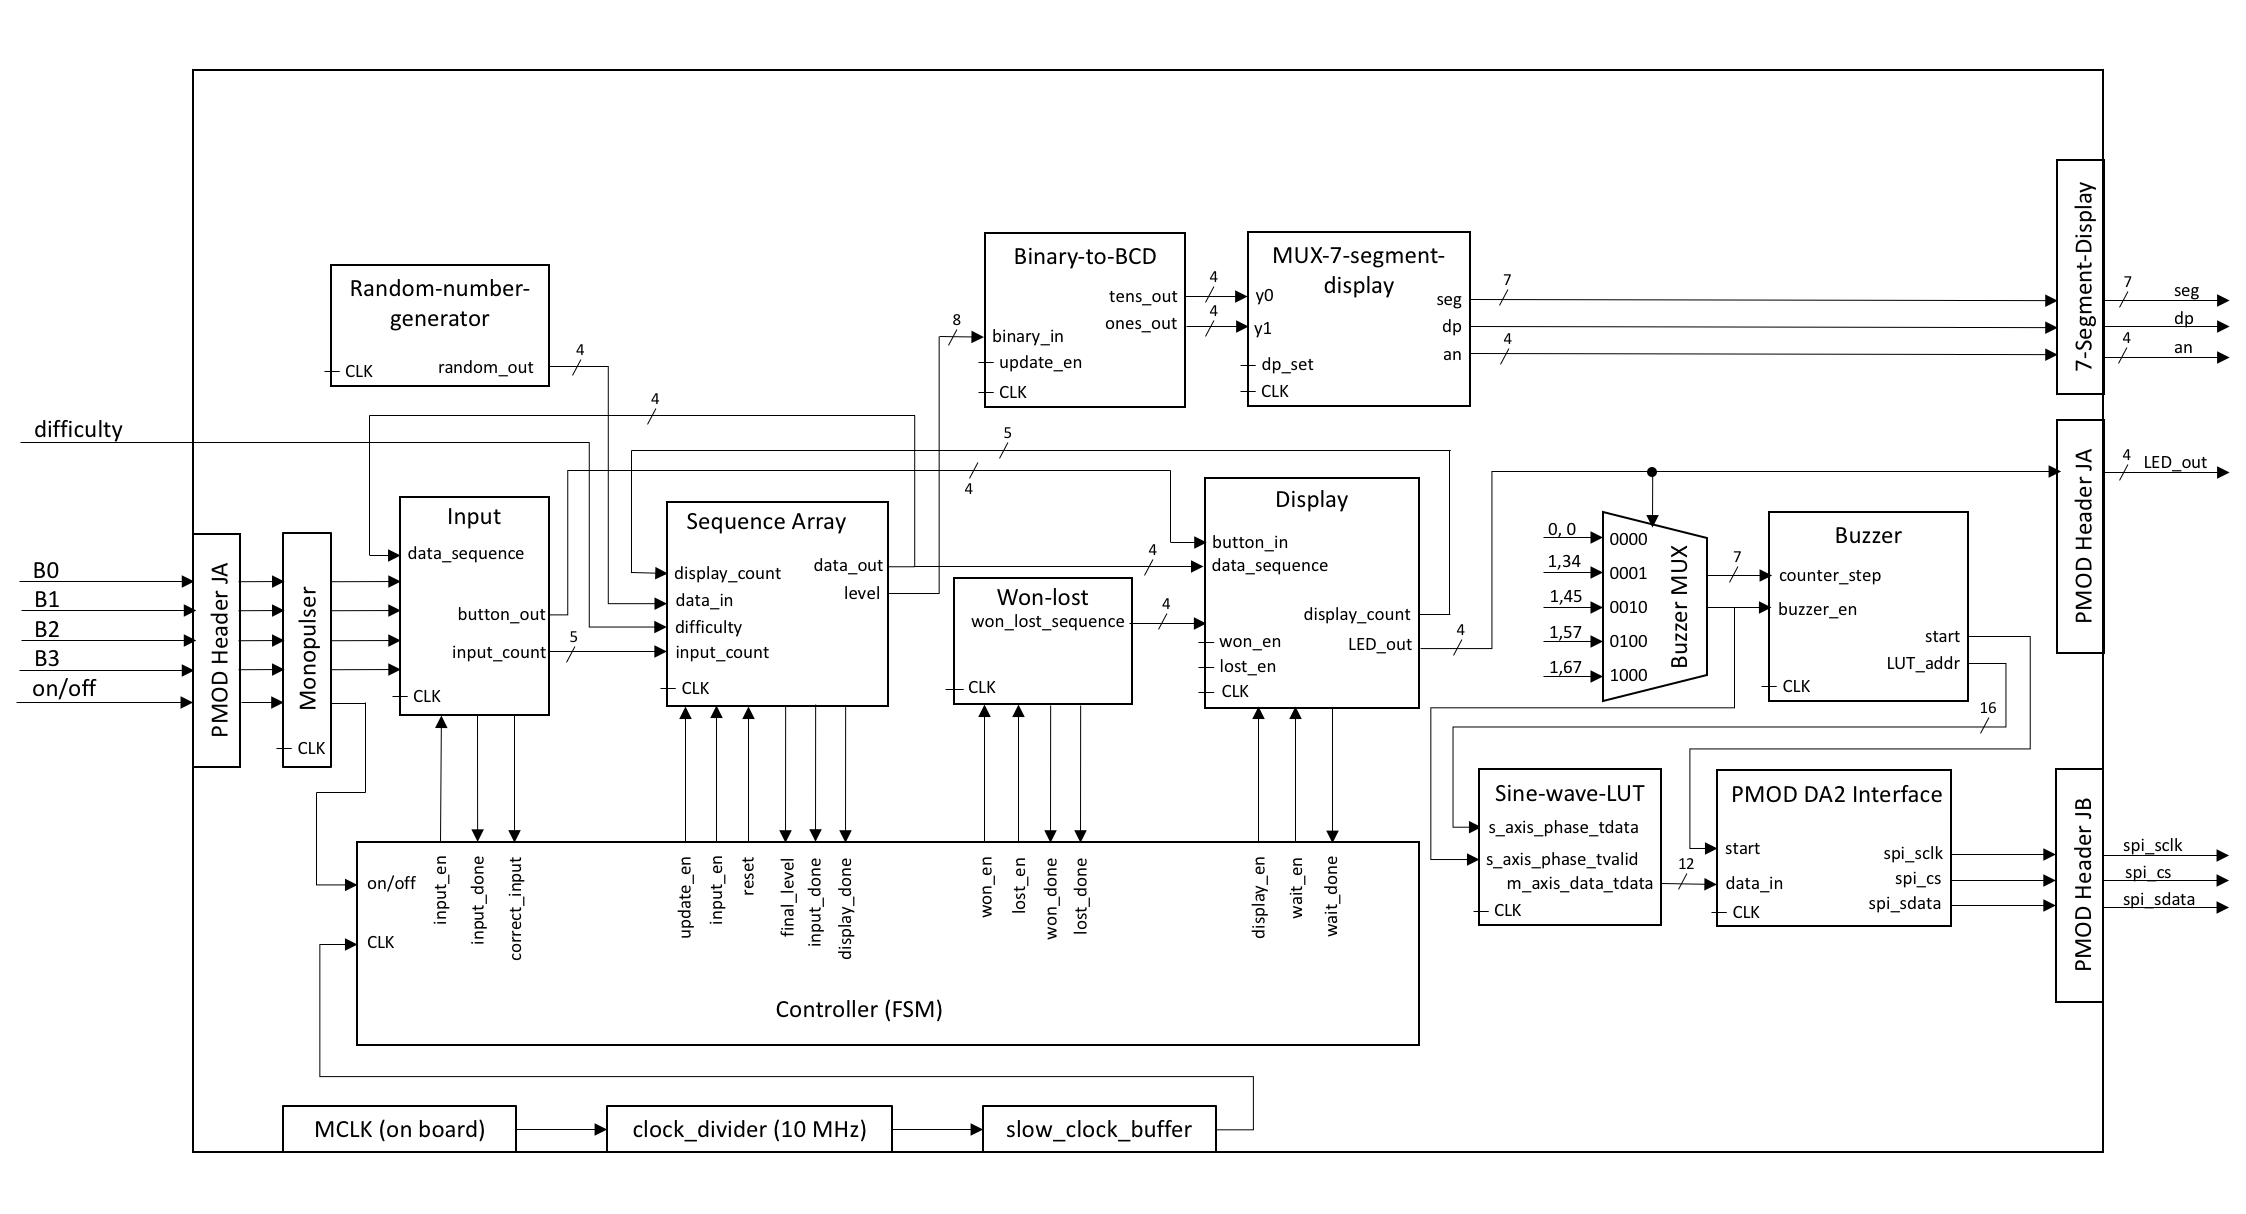 Random-number-
generator
random_out
CLK
4
Binary-to-BCD
tens_out
ones_out
8
binary_in
update_en
CLK
4
4
MUX-7-segment-
display
y0
y1
dp_set
CLK
seg
dp
an
7
4
7-Segment-Display
7
seg
dp
4
an
difficulty
4
5
4
B0
B1
B2
B3
on/off
PMOD Header JA
Monopulser
CLK
Input
data_sequence
button_out
input_count
CLK
5
Sequence Array
display_count
data_in
difficulty
input_count
CLK
data_out
level
Won-lost
won_lost_sequence
CLK
4
4
Display
button_in
data_sequence
won_en
lost_en
CLK
display_count
LED_out
4
0, 0
1,34
1,45
1,57
1,67
0000
0001
0010
0100
1000
Buzzer MUX
7
Buzzer
counter_step
buzzer_en
start
LUT_addr
CLK
16
PMOD Header JA
4
LED_out
Sine-wave-LUT
s_axis_phase_tdata
s_axis_phase_tvalid
m_axis_data_tdata
CLK
12
PMOD DA2 Interface
start
data_in
CLK
spi_sclk
spi_cs
spi_sdata
PMOD Header JB
spi_sclk
spi_cs
spi_sdata
on/off
CLK
input_en
input_done
correct_input
update_en
input_en
reset
final_level
input_done
display_done
won_en
lost_en
won_done
lost_done
display_en
wait_en
wait_done
Controller (FSM)
MCLK (on board)
clock_divider (10 MHz)
slow_clock_buffer